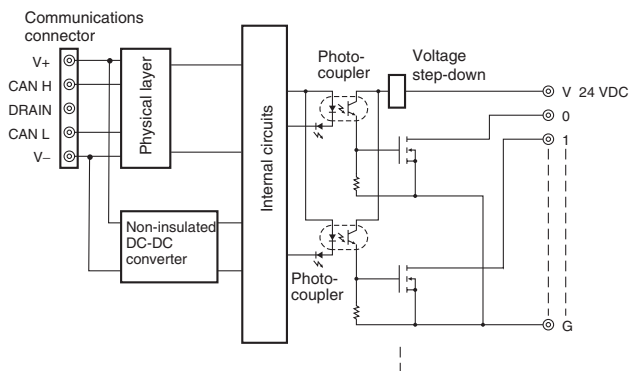 Communications
connector
V+
CAN H
DRAIN
CAN L
V–
Physical layer
Non-insulated
DC-DC
converter
Internal circuits
Photo-
coupler
Voltage
step-down
Photo-
coupler
V 24 VDC
0
1
G